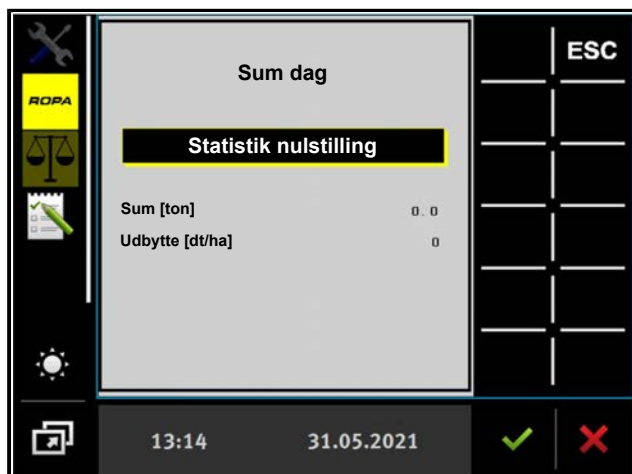 ESC
Sum dag
ROPA
Statistik nulstilling
Sum [ton] 0.0
Udbytte [dt/ha] 0
13:14 31.05.2021